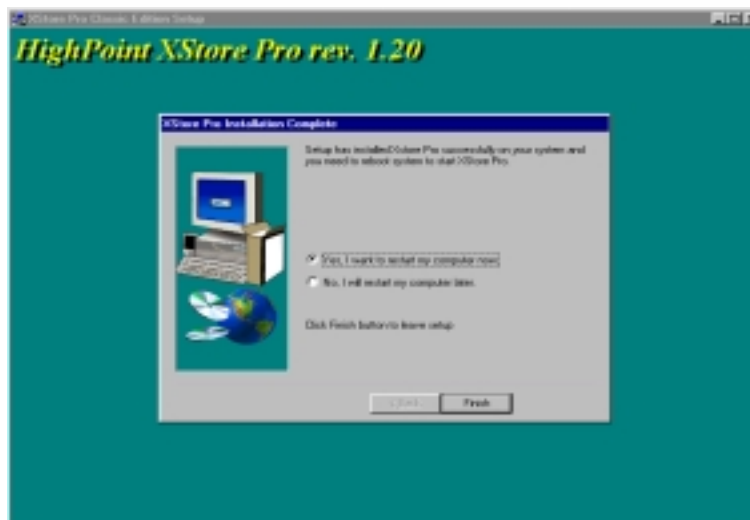 XStore Pro Classic Edition Setup
HighPoint XStore Pro rev. 1.20
XStore Pro Installation Complete
Setup has installed XStore Pro successfully on your system and
you need to reboot system to start XStore Pro.
Yes, I want to restart my computer now.
No, I will restart my computer later.
Click Finish button to leave setup
< Back
Finish